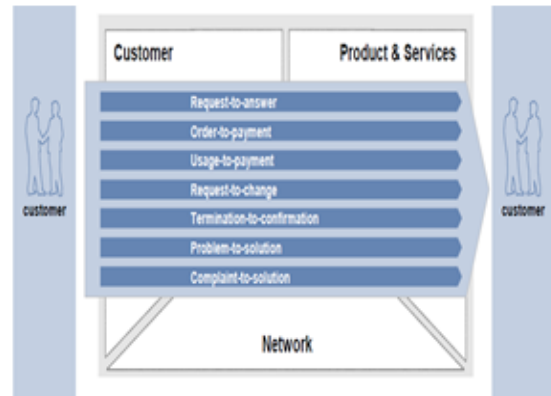 Customer
Product & Services
Request-to-answer
Order-to-payment
Usage-to-payment
Request-to-change
Termination-to-confirmation
Problem-to-solution
Complaint-to-solution
customer
customer
Network